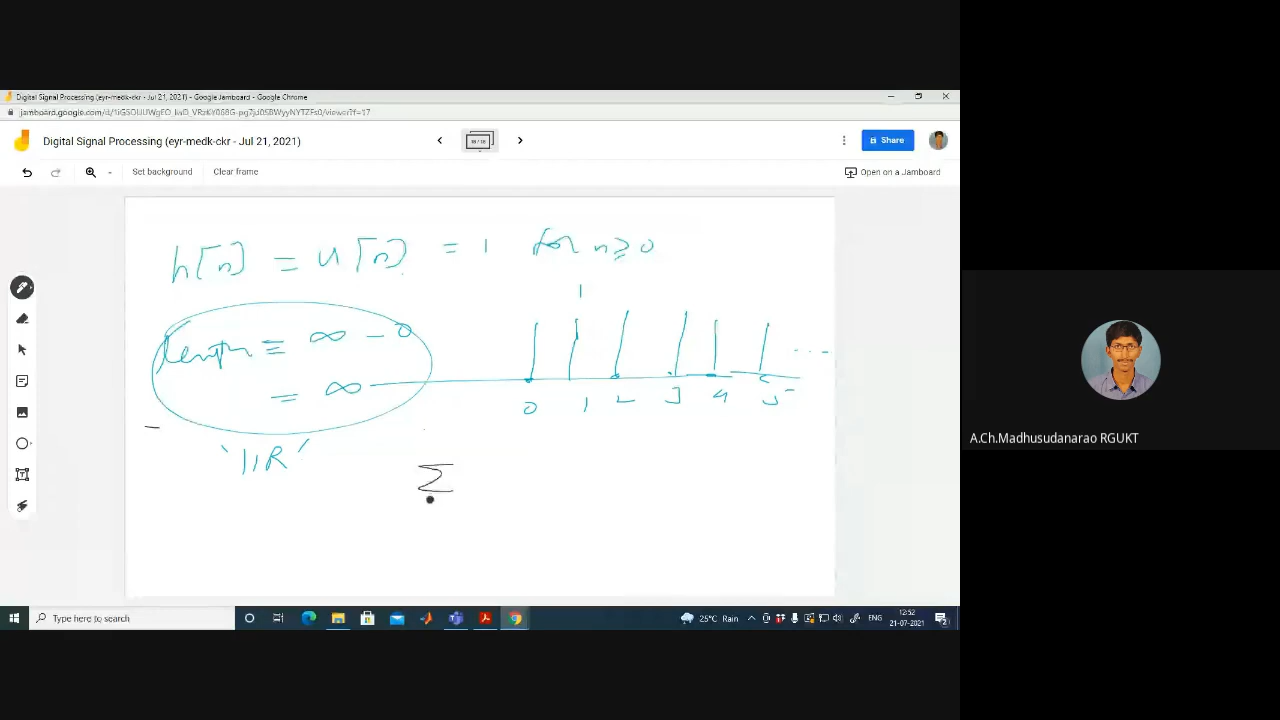 Digital Signal Processing (eyr-medk-ckr - Jul 21, 2021) - Google Jamboard - Google Chrome
Digital Signal Processing (eyr-medk-ckr - Jul 21, 2021)
Share
Set background
Clear frame
Open on a Jamboard
h[n] = u[n] = 1 for n ≥ 0
1
length = ∞ - 0
= ∞
0 1 2 3 4 5
'IIR'
Σ
A.Ch.Madhusudanarao RGUKT
Type here to search
25°C Rain
ENG
12:52
21-07-2021